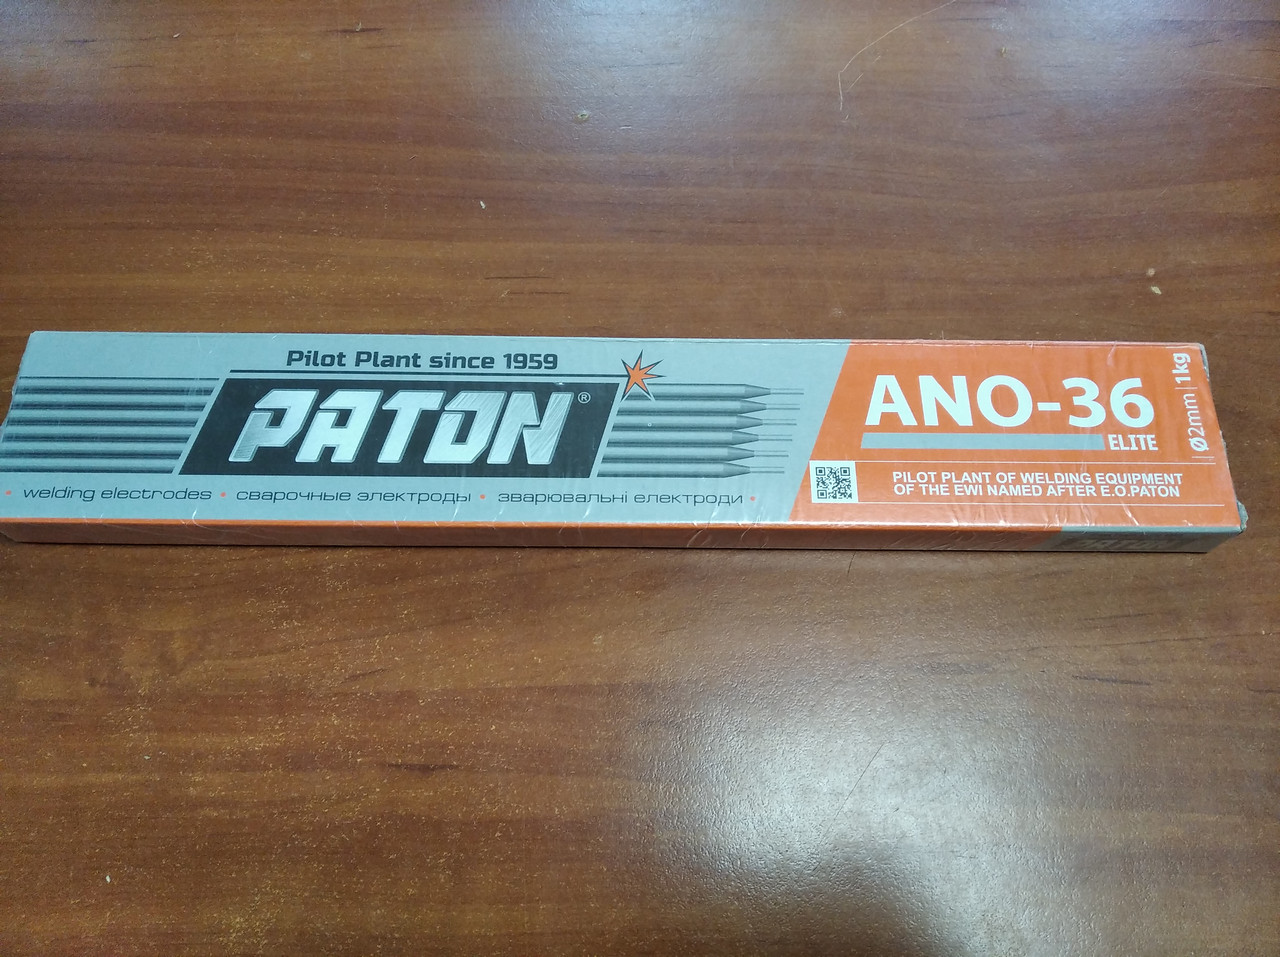 Pilot Plant since 1959
PATON®
• welding electrodes • сварочные электроды • зварювальні електроди •
ANO-36
ELITE
ø2mm | 1kg
PILOT PLANT OF WELDING EQUIPMENT
OF THE EWI NAMED AFTER E.O.PATON
PATON